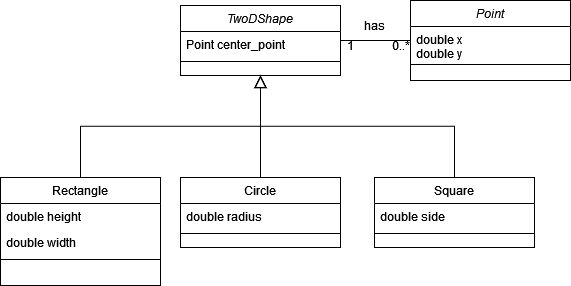 TwoDShape
Point center_point
has
1
0..*
Point
double x
double y
Rectangle
double height
double width
Circle
double radius
Square
double side